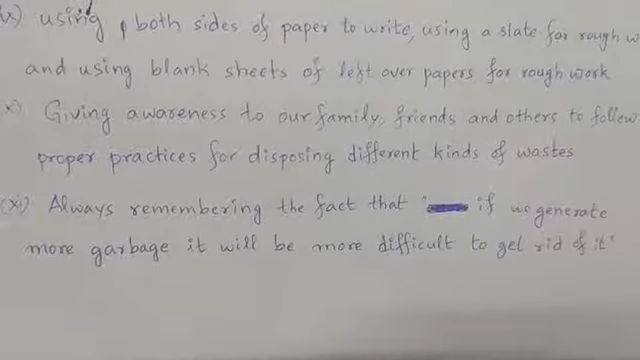 ix) using both sides of paper to write, using a slate for rough w
and using blank sheets of left over papers for rough work
x) Giving awareness to our family, friends and others to follow
proper practices for disposing different kinds of wastes
(xi) Always remembering the fact that ' if we generate
more garbage it will be more difficult to get rid of it'